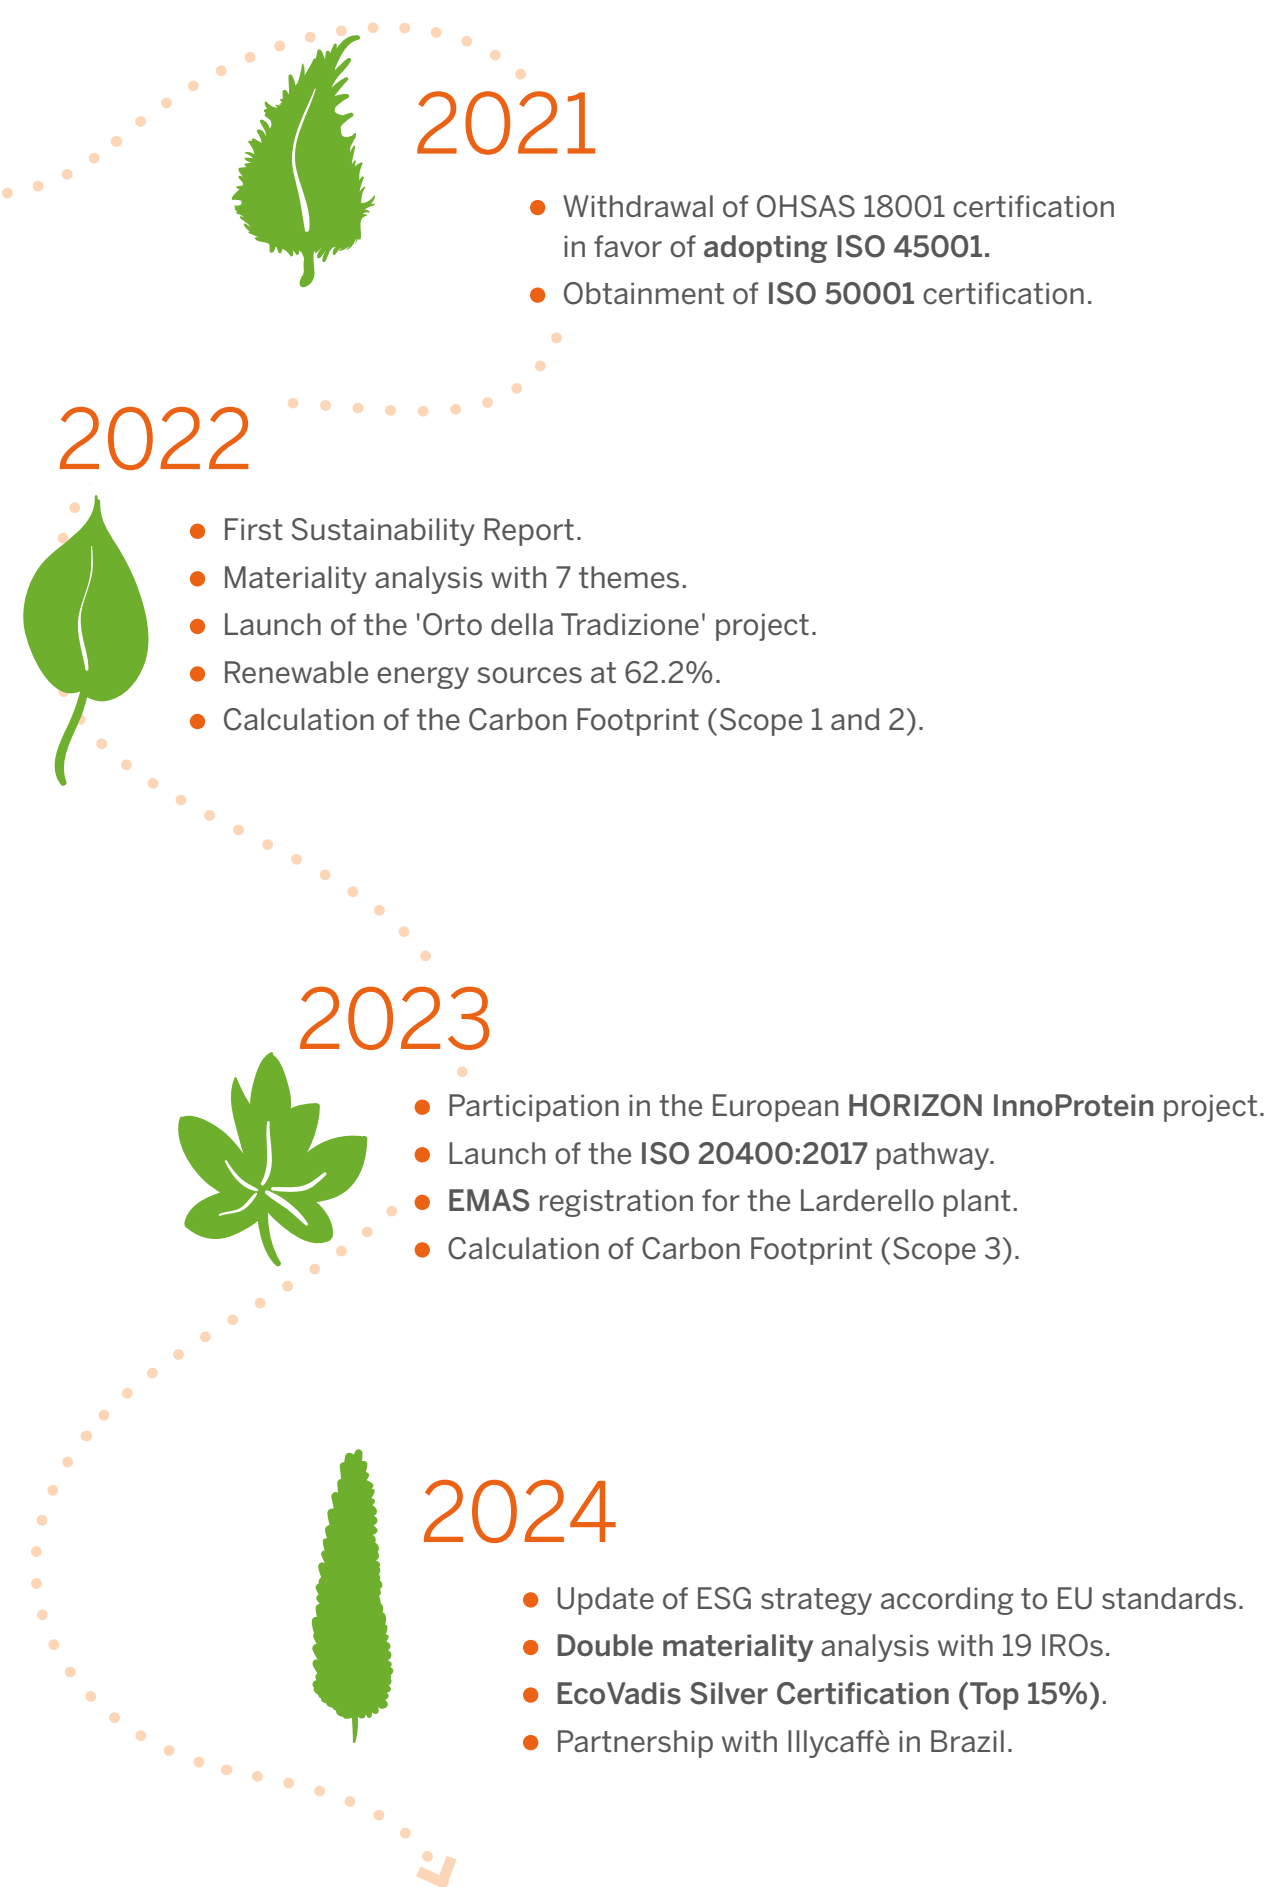 2021
● Withdrawal of OHSAS 18001 certification
in favor of adopting ISO 45001.
● Obtainment of ISO 50001 certification.
2022
● First Sustainability Report.
● Materiality analysis with 7 themes.
● Launch of the 'Orto della Tradizione' project.
● Renewable energy sources at 62.2%.
● Calculation of the Carbon Footprint (Scope 1 and 2).
2023
● Participation in the European HORIZON InnoProtein project.
● Launch of the ISO 20400:2017 pathway.
● EMAS registration for the Larderello plant.
● Calculation of Carbon Footprint (Scope 3).
2024
● Update of ESG strategy according to EU standards.
● Double materiality analysis with 19 IROs.
● EcoVadis Silver Certification (Top 15%).
● Partnership with Illycaffè in Brazil.